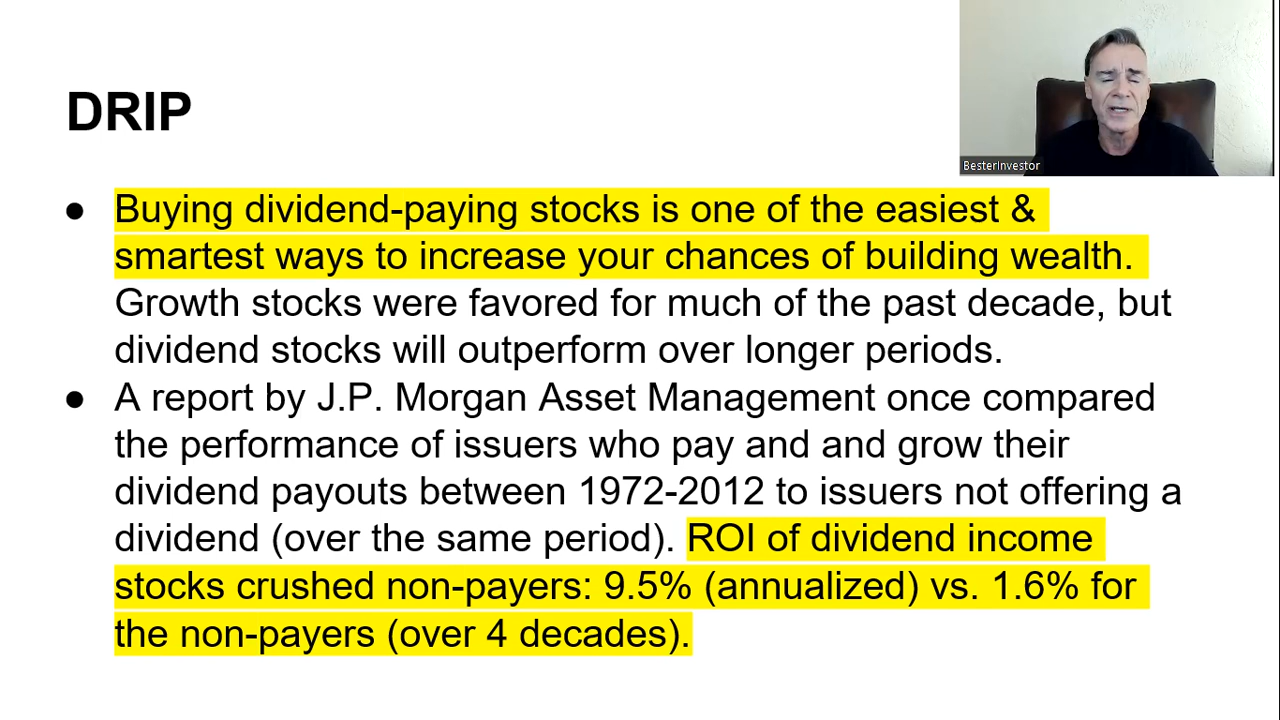 DRIP
BesterInvestor
● Buying dividend-paying stocks is one of the easiest &
smartest ways to increase your chances of building wealth.
Growth stocks were favored for much of the past decade, but
dividend stocks will outperform over longer periods.
● A report by J.P. Morgan Asset Management once compared
the performance of issuers who pay and and grow their
dividend payouts between 1972-2012 to issuers not offering a
dividend (over the same period). ROI of dividend income
stocks crushed non-payers: 9.5% (annualized) vs. 1.6% for
the non-payers (over 4 decades).